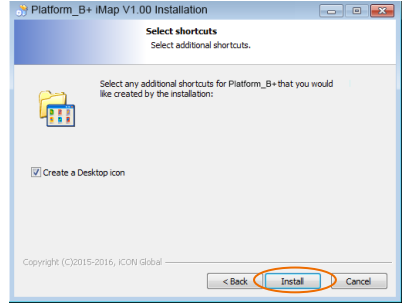 Platform_B+ iMap V1.00 Installation
Select shortcuts
Select additional shortcuts.
Select any additional shortcuts for Platform_B+that you would
like created by the installation:
Create a Desktop icon
Copyright (C)2015-2016, iCON Global
< Back
Install
Cancel